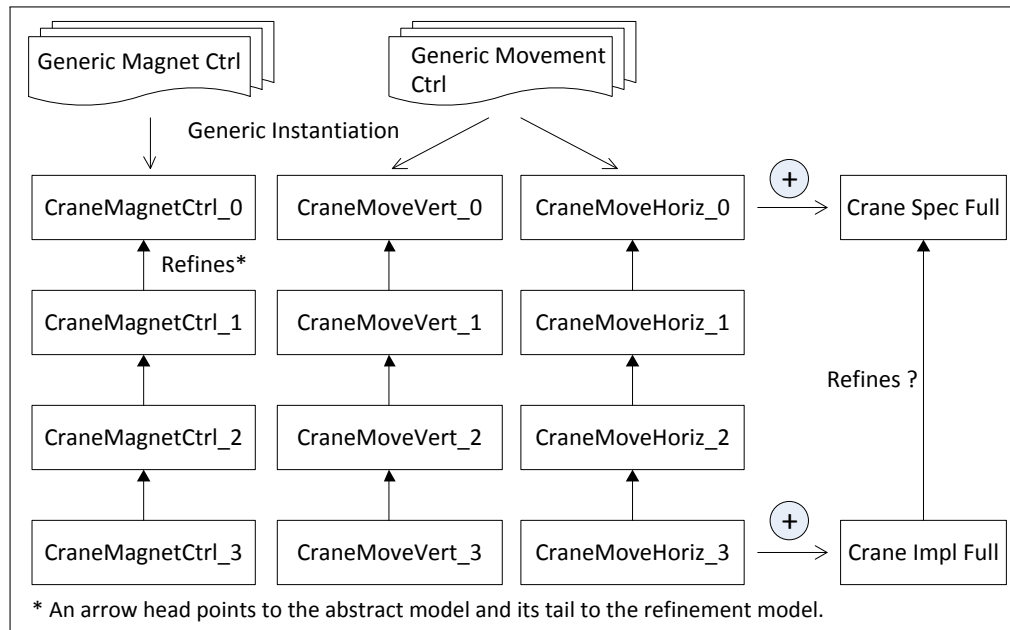 Generic Magnet Ctrl
Generic Movement
Ctrl
Generic Instantiation
+
CraneMagnetCtrl_0
CraneMoveVert_0
CraneMoveHoriz_0
Crane Spec Full
Refines*
CraneMagnetCtrl_1
CraneMoveVert_1
CraneMoveHoriz_1
Refines ?
CraneMagnetCtrl_2
CraneMoveVert_2
CraneMoveHoriz_2
+
CraneMagnetCtrl_3
CraneMoveVert_3
CraneMoveHoriz_3
Crane Impl Full
* An arrow head points to the abstract model and its tail to the refinement model.